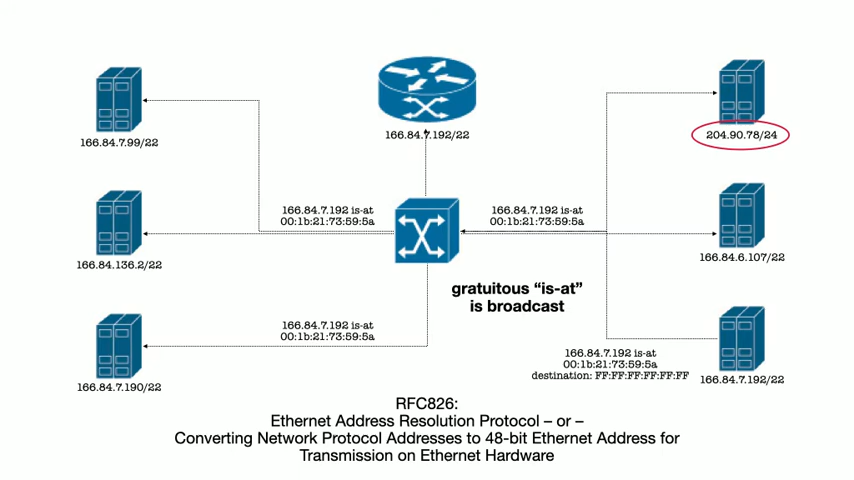 166.84.7.99/22
166.84.7.192/22
204.90.78/24
166.84.7.192 is-at
00:1b:21:73:59:5a
166.84.7.192 is-at
00:1b:21:73:59:5a
166.84.136.2/22
166.84.6.107/22
gratuitous “is-at”
is broadcast
166.84.7.192 is-at
00:1b:21:73:59:5a
166.84.7.190/22
166.84.7.192 is-at
00:1b:21:73:59:5a
destination: FF:FF:FF:FF:FF:FF
166.84.7.192/22
RFC826:
Ethernet Address Resolution Protocol – or –
Converting Network Protocol Addresses to 48-bit Ethernet Address for
Transmission on Ethernet Hardware